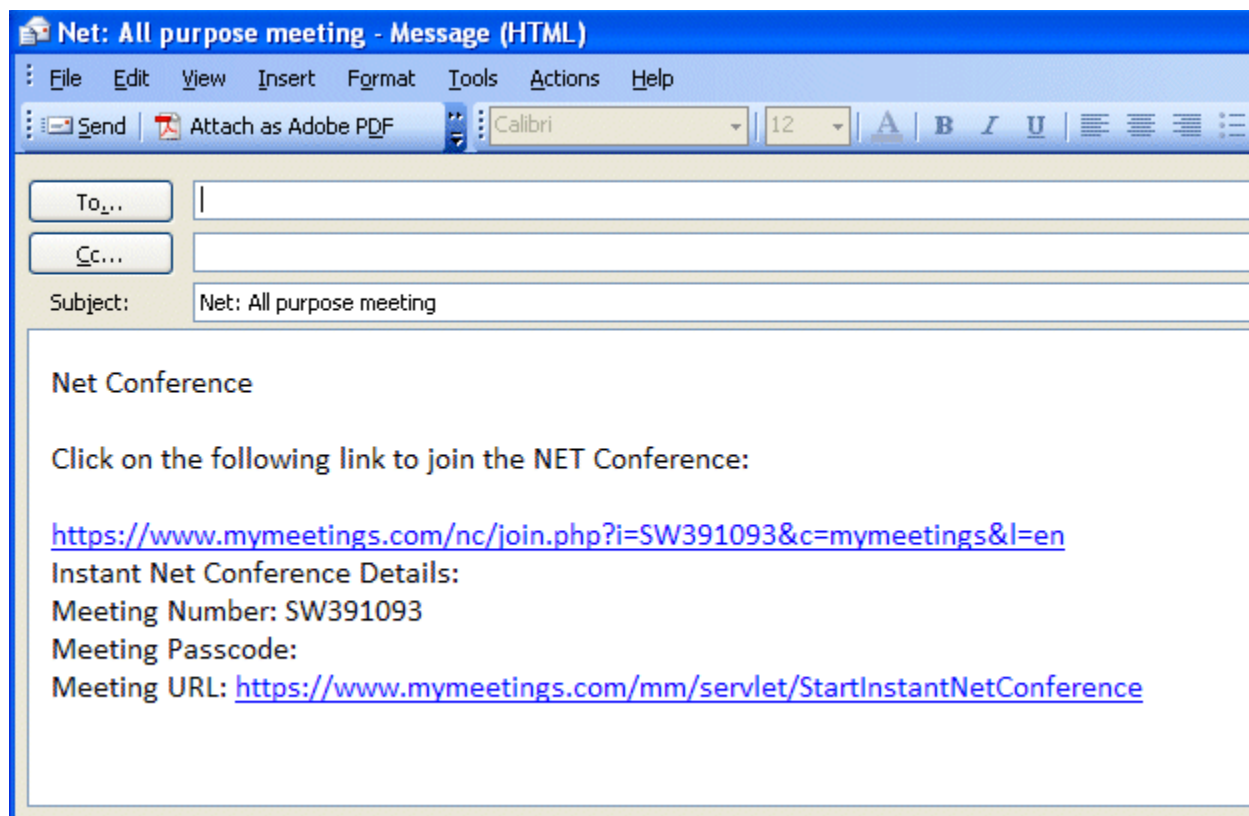 Net: All purpose meeting - Message (HTML)
File Edit View Insert Format Tools Actions Help
Send Attach as Adobe PDF Calibri 12 A B I U
To...
Cc...
Subject: Net: All purpose meeting
Net Conference
Click on the following link to join the NET Conference:
https://www.mymeetings.com/nc/join.php?i=SW391093&c=mymeetings&l=en
Instant Net Conference Details:
Meeting Number: SW391093
Meeting Passcode:
Meeting URL: https://www.mymeetings.com/mm/servlet/StartInstantNetConference